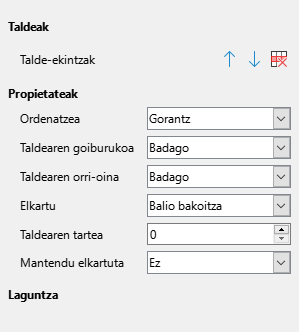 Taldeak
Talde-ekintzak
Propietateak
Ordenatzea Gorantz
Taldearen goiburukoa Badago
Taldearen orri-oina Badago
Elkartu Balio bakoitza
Taldearen tartea 0
Mantendu elkartuta Ez
Laguntza